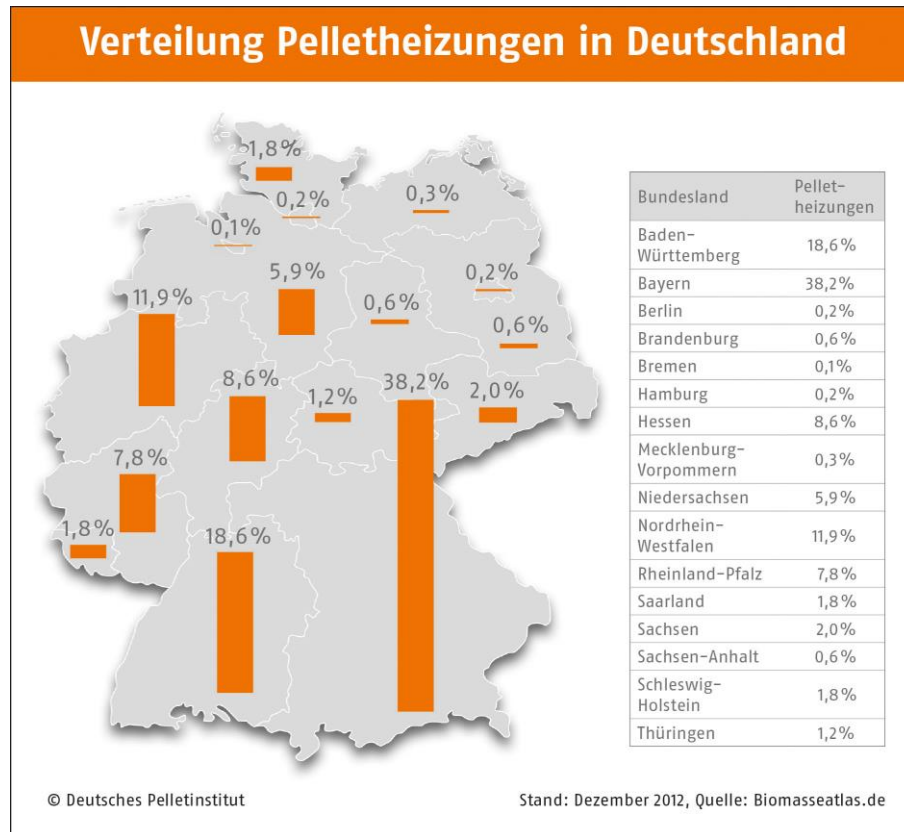 Verteilung Pelletheizungen in Deutschland
1,8%
0,2%
0,3%
0,1%
5,9%
0,2%
11,9%
0,6%
0,6%
8,6%
1,2%
38,2%
2,0%
7,8%
1,8%
18,6%
Bundesland
Pellet-
heizungen
Baden-
Württemberg
18,6%
Bayern 38,2%
Berlin 0,2%
Brandenburg 0,6%
Bremen 0,1%
Hamburg 0,2%
Hessen 8,6%
Mecklenburg-
Vorpommern
0,3%
Niedersachsen 5,9%
Nordrhein-
Westfalen
11,9%
Rheinland-Pfalz 7,8%
Saarland 1,8%
Sachsen 2,0%
Sachsen-Anhalt 0,6%
Schleswig-
Holstein
1,8%
Thüringen 1,2%
© Deutsches Pelletinstitut
Stand: Dezember 2012, Quelle: Biomasseatlas.de